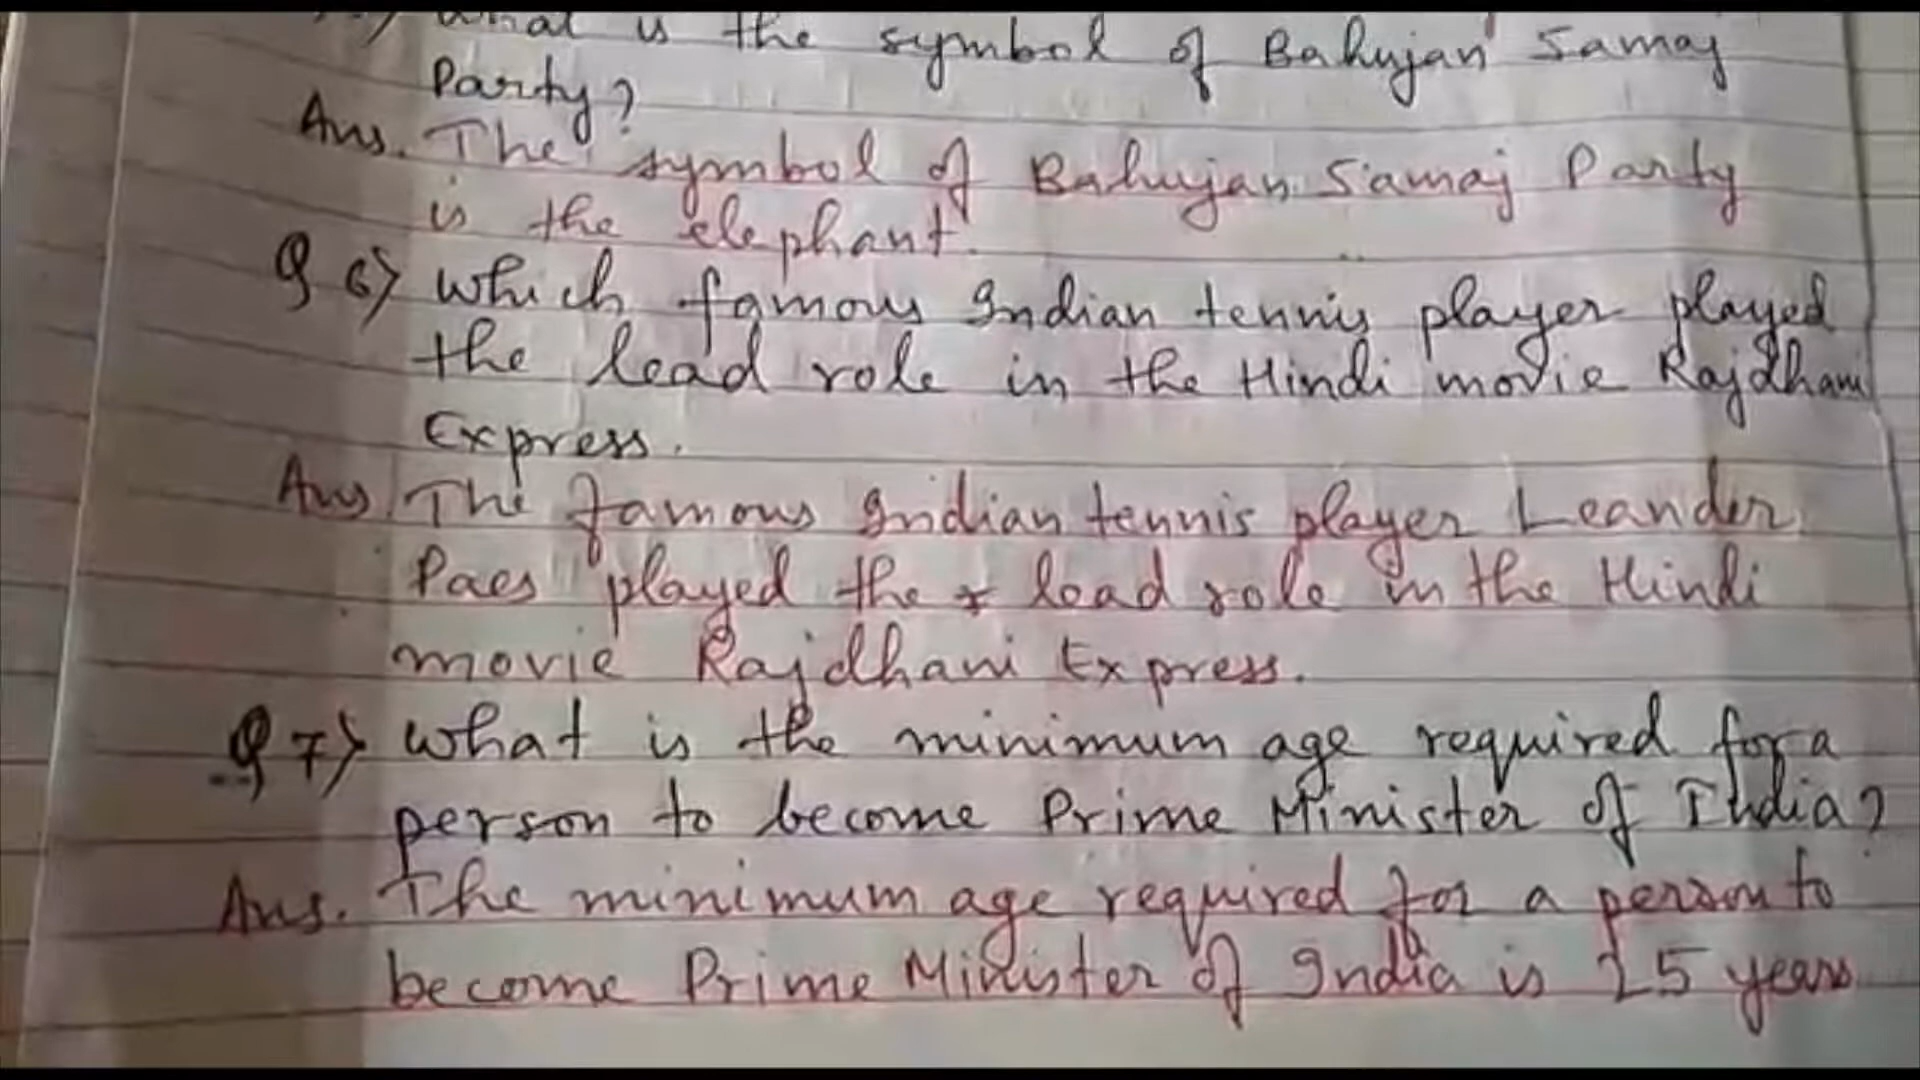 What is the symbol of Bahujan Samaj
Party?
Ans. The symbol of Bahujan Samaj Party
is the elephant.
Q 6) Which famous Indian tennis player played
the lead role in the Hindi movie Rajdhani
Express.
Ans. The famous Indian tennis player Leander
Paes played the lead role in the Hindi
movie Rajdhani Express.
Q 7) What is the minimum age required for a
person to become Prime Minister of India?
Ans. The minimum age required for a person to
become Prime Minister of India is 25 years